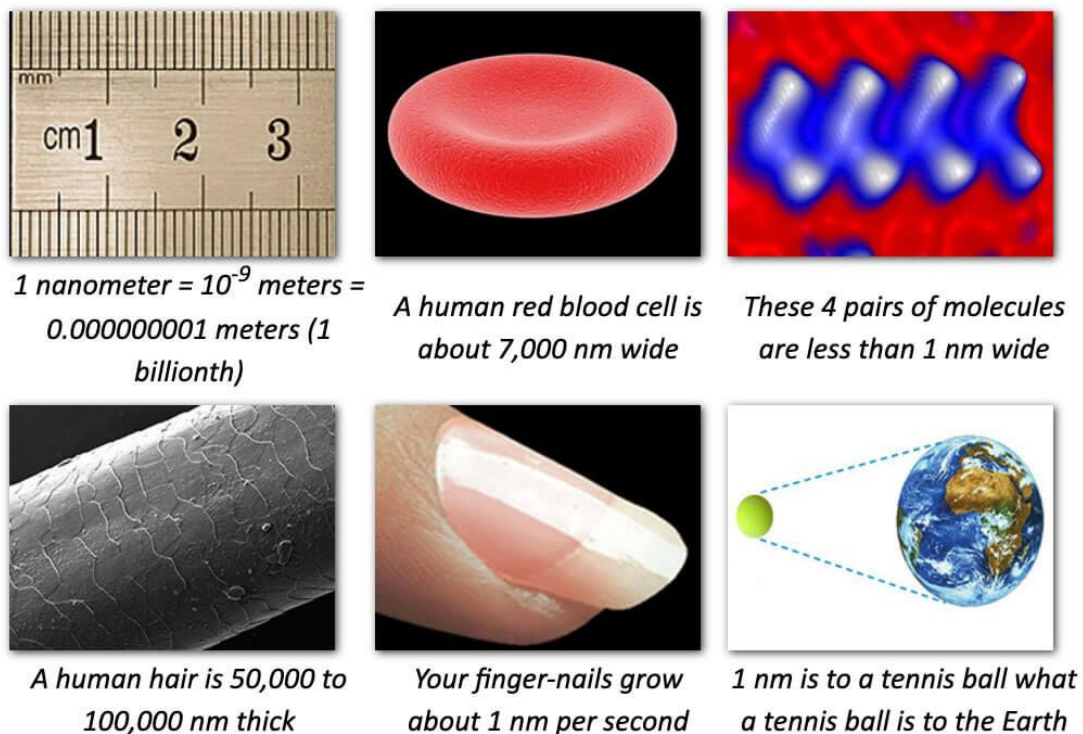 mm
cm 1 2 3
1 nanometer = 10⁻⁹ meters =
0.000000001 meters (1
billionth)
A human red blood cell is
about 7,000 nm wide
These 4 pairs of molecules
are less than 1 nm wide
A human hair is 50,000 to
100,000 nm thick
Your finger-nails grow
about 1 nm per second
1 nm is to a tennis ball what
a tennis ball is to the Earth